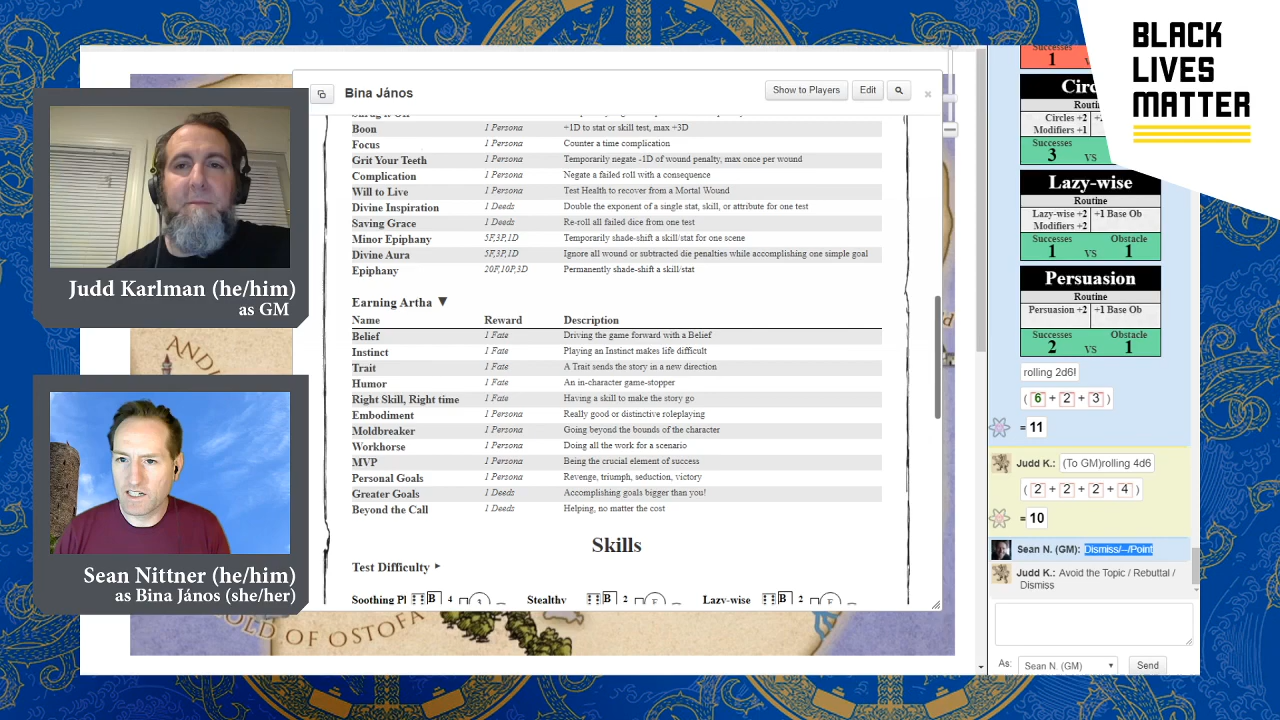 BLACK
LIVES
MATTER
Judd Karlman (he/him)
as GM
Sean Nittner (he/him)
as Bina János (she/her)
Bina János
Show to Players
Edit
Boon 1 Persona +1D to stat or skill test, max +3D
Focus 1 Persona Counter a time complication
Grit Your Teeth 1 Persona Temporarily negate -1D of wound penalty, max once per wound
Complication 1 Persona Negate a failed roll with a consequence
Will to Live 1 Persona Test Health to recover from a Mortal Wound
Divine Inspiration 1 Deeds Double the exponent of a single stat, skill, or attribute for one test
Saving Grace 1 Deeds Re-roll all failed dice from one test
Minor Epiphany 5F,3P,1D Temporarily shade-shift a skill/stat for one scene
Divine Aura 5F,3P,1D Ignore all wound or subtracted die penalties while accomplishing one simple goal
Epiphany 20F,10P,3D Permanently shade-shift a skill/stat
Earning Artha
Name Reward Description
Belief 1 Fate Driving the game forward with a Belief
Instinct 1 Fate Playing an Instinct makes life difficult
Trait 1 Fate A Trait sends the story in a new direction
Humor 1 Fate An in-character game-stopper
Right Skill, Right time 1 Fate Having a skill to make the story go
Embodiment 1 Persona Really good or distinctive roleplaying
Moldbreaker 1 Persona Going beyond the bounds of the character
Workhorse 1 Persona Doing all the work for a scenario
MVP 1 Persona Being the crucial element of success
Personal Goals 1 Persona Revenge, triumph, seduction, victory
Greater Goals 1 Deeds Accomplishing goals bigger than you!
Beyond the Call 1 Deeds Helping, no matter the cost
Skills
Test Difficulty
Soothing Pl B 4 3 Stealthy B 2 F Lazy-wise B 2 F
OLD OF OSTOFA
AND
Successes
1
Circ
Routi
Circles +2
Modifiers +1
Successes
3 VS
Lazy-wise
Routine
Lazy-wise +2 +1 Base Ob
Modifiers +2
Successes Obstacle
1 VS 1
Persuasion
Routine
Persuasion +2 +1 Base Ob
Successes Obstacle
2 VS 1
rolling 2d6!
( 6 + 2 + 3 )
= 11
Judd K.: (To GM)rolling 4d6
( 2 + 2 + 2 + 4 )
= 10
Sean N. (GM): Dismiss/--/Point
Judd K.: Avoid the Topic / Rebuttal /
Dismiss
As: Sean N. (GM) Send